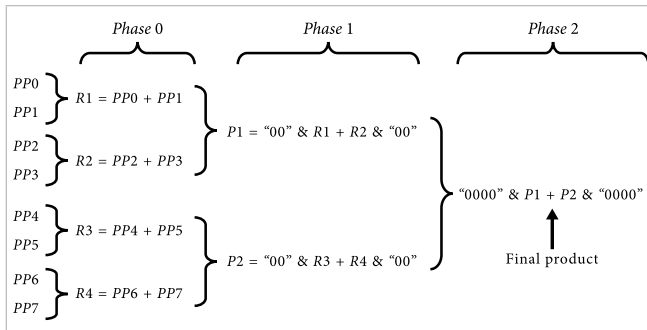 Phase 0 Phase 1 Phase 2
PP0
PP1
R1 = PP0 + PP1
PP2
PP3
R2 = PP2 + PP3
P1 = “00” & R1 + R2 & “00”
PP4
PP5
R3 = PP4 + PP5
PP6
PP7
R4 = PP6 + PP7
P2 = “00” & R3 + R4 & “00”
“0000” & P1 + P2 & “0000”
Final product